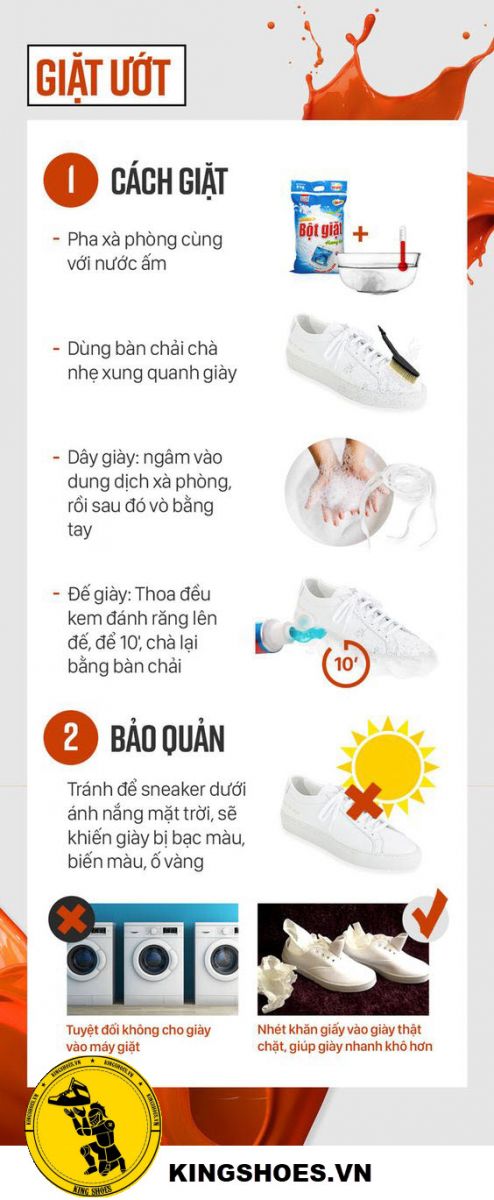 GIẶT ƯỚT
1 CÁCH GIẶT
- Pha xà phòng cùng
với nước ấm
Bột giặt
+
- Dùng bàn chải chà
nhẹ xung quanh giày
- Dây giày: ngâm vào
dung dịch xà phòng,
rồi sau đó vò bằng
tay
- Đế giày: Thoa đều
kem đánh răng lên
đế, để 10', chà lại
bằng bàn chải
10'
2 BẢO QUẢN
Tránh để sneaker dưới
ánh nắng mặt trời, sẽ
khiến giày bị bạc màu,
biến màu, ố vàng
Tuyệt đối không cho giày
vào máy giặt
Nhét khăn giấy vào giày thật
chặt, giúp giày nhanh khô hơn
KINGSHOES.VN
KINGSHOES.VN
KINGSHOES.VN
KING SHOES
KINGSHOES.VN